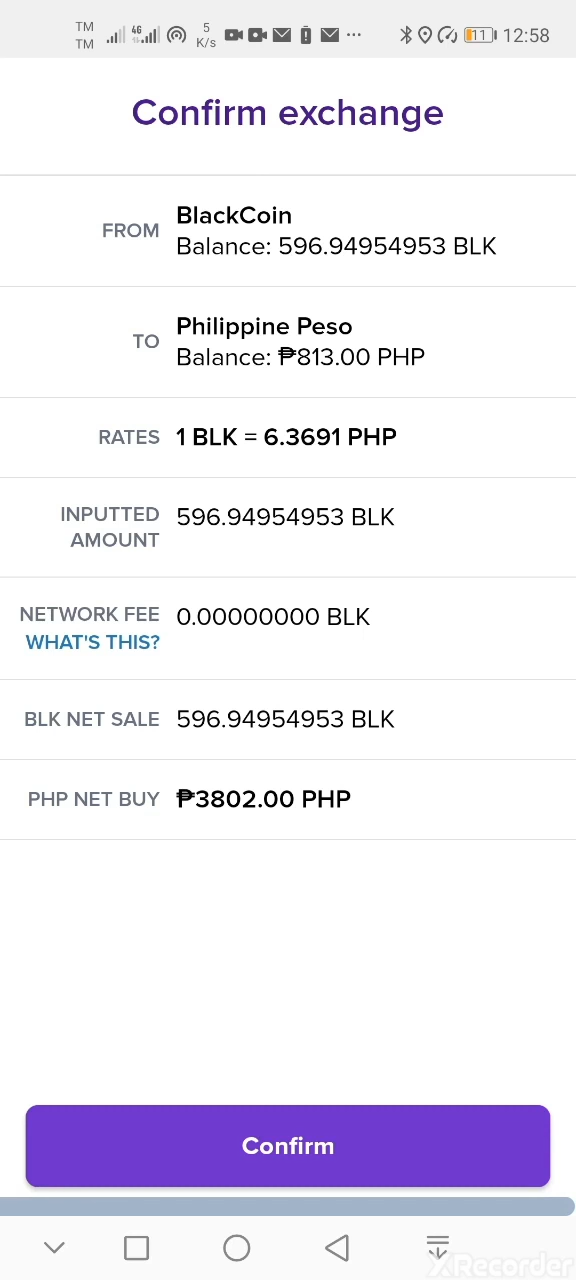 TM
TM
4G
5
K/s
11
12:58
Confirm exchange
FROM
BlackCoin
Balance: 596.94954953 BLK
TO
Philippine Peso
Balance: ₱813.00 PHP
RATES
1 BLK = 6.3691 PHP
INPUTTED
AMOUNT
596.94954953 BLK
NETWORK FEE
WHAT'S THIS?
0.00000000 BLK
BLK NET SALE
596.94954953 BLK
PHP NET BUY
₱3802.00 PHP
Confirm
XRecorder